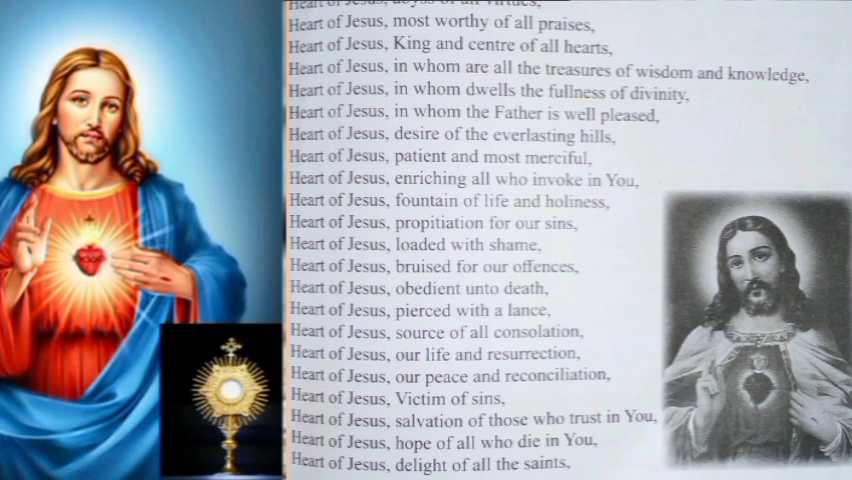 Heart of Jesus, abyss of all virtues,
Heart of Jesus, most worthy of all praises,
Heart of Jesus, King and centre of all hearts,
Heart of Jesus, in whom are all the treasures of wisdom and knowledge,
Heart of Jesus, in whom dwells the fullness of divinity,
Heart of Jesus, in whom the Father is well pleased,
Heart of Jesus, desire of the everlasting hills,
Heart of Jesus, patient and most merciful,
Heart of Jesus, enriching all who invoke in You,
Heart of Jesus, fountain of life and holiness,
Heart of Jesus, propitiation for our sins,
Heart of Jesus, loaded with shame,
Heart of Jesus, bruised for our offences,
Heart of Jesus, obedient unto death,
Heart of Jesus, pierced with a lance,
Heart of Jesus, source of all consolation,
Heart of Jesus, our life and resurrection,
Heart of Jesus, our peace and reconciliation,
Heart of Jesus, Victim of sins,
Heart of Jesus, salvation of those who trust in You,
Heart of Jesus, hope of all who die in You,
Heart of Jesus, delight of all the saints,